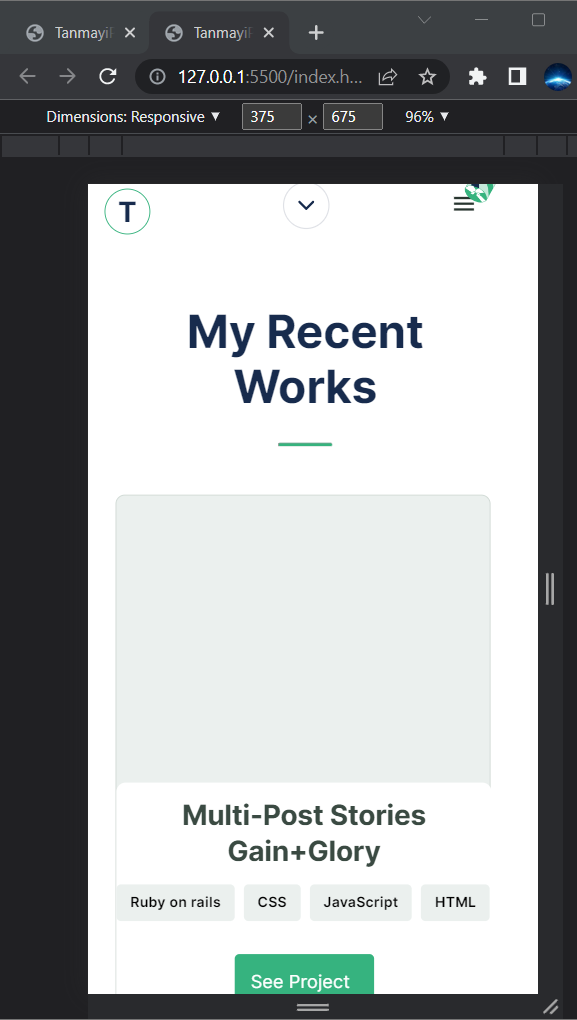 Tanmayil
Tanmayil
127.0.0.1:5500/index.h...
Dimensions: Responsive ▼ 375 × 675 96% ▼
T
My Recent
Works
Multi-Post Stories
Gain+Glory
Ruby on rails CSS JavaScript HTML
See Project